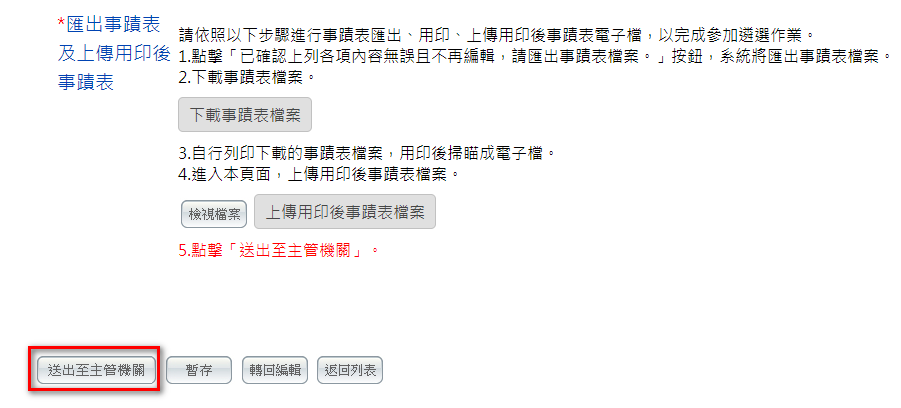 *匯出事蹟表
及上傳用印後
事蹟表
請依照以下步驟進行事蹟表匯出、用印、上傳用印後事蹟表電子檔，以完成參加遴選作業。
1.點擊「已確認上列各項內容無誤且不再編輯，請匯出事蹟表檔案。」按鈕，系統將匯出事蹟表檔案。
2.下載事蹟表檔案。
下載事蹟表檔案
3.自行列印下載的事蹟表檔案，用印後掃瞄成電子檔。
4.進入本頁面，上傳用印後事蹟表檔案。
檢視檔案 上傳用印後事蹟表檔案
5.點擊「送出至主管機關」。
送出至主管機關 暫存 轉回編輯 返回列表